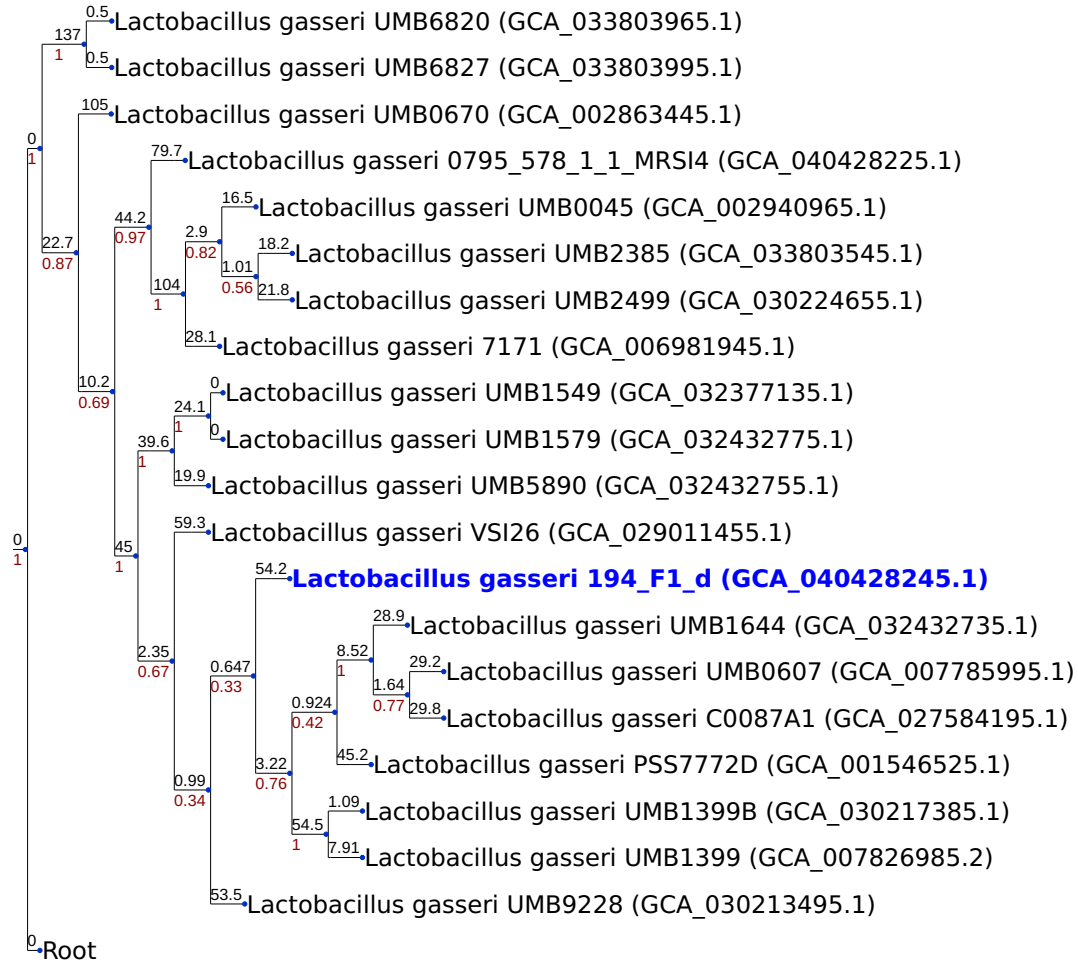 0.5
Lactobacillus gasseri UMB6820 (GCA_033803965.1)
137
1
0.5
Lactobacillus gasseri UMB6827 (GCA_033803995.1)
105
Lactobacillus gasseri UMB0670 (GCA_002863445.1)
0
1
79.7
Lactobacillus gasseri 0795_578_1_1_MRSI4 (GCA_040428225.1)
16.5
Lactobacillus gasseri UMB0045 (GCA_002940965.1)
44.2
0.97
2.9
0.82
22.7
0.87
18.2
Lactobacillus gasseri UMB2385 (GCA_033803545.1)
1.01
0.56
104
1
21.8
Lactobacillus gasseri UMB2499 (GCA_030224655.1)
28.1
Lactobacillus gasseri 7171 (GCA_006981945.1)
10.2
0.69
0
Lactobacillus gasseri UMB1549 (GCA_032377135.1)
24.1
1
0
Lactobacillus gasseri UMB1579 (GCA_032432775.1)
39.6
1
19.9
Lactobacillus gasseri UMB5890 (GCA_032432755.1)
59.3
Lactobacillus gasseri VSI26 (GCA_029011455.1)
0
1
45
1
54.2
Lactobacillus gasseri 194_F1_d (GCA_040428245.1)
28.9
Lactobacillus gasseri UMB1644 (GCA_032432735.1)
8.52
1
2.35
0.67
0.647
0.33
29.2
Lactobacillus gasseri UMB0607 (GCA_007785995.1)
1.64
0.77
0.924
0.42
29.8
Lactobacillus gasseri C0087A1 (GCA_027584195.1)
45.2
Lactobacillus gasseri PSS7772D (GCA_001546525.1)
3.22
0.76
0.99
0.34
1.09
Lactobacillus gasseri UMB1399B (GCA_030217385.1)
54.5
1
7.91
Lactobacillus gasseri UMB1399 (GCA_007826985.2)
53.5
Lactobacillus gasseri UMB9228 (GCA_030213495.1)
0
Root